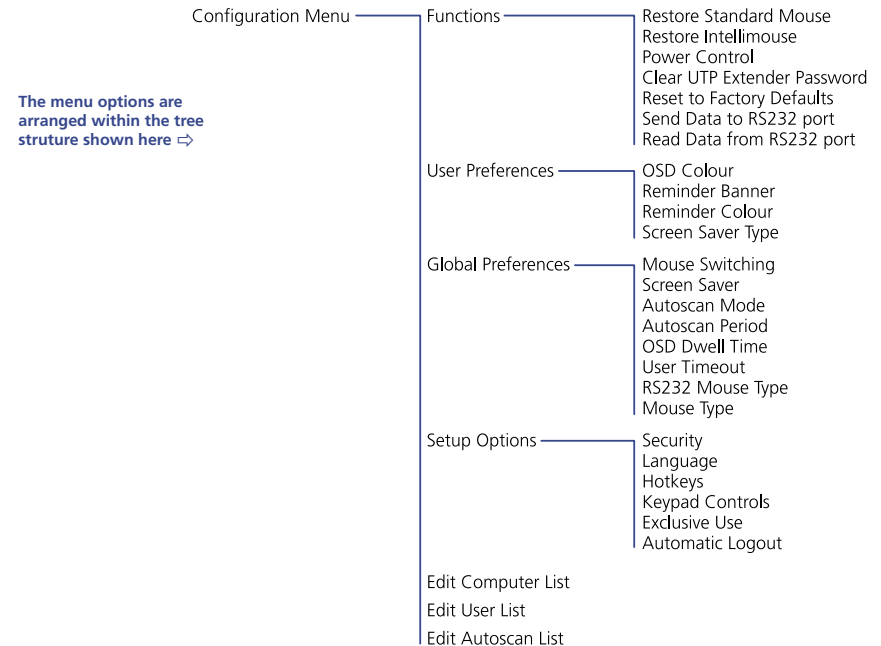 Configuration Menu
The menu options are
arranged within the tree
struture shown here ⇨
Functions
Restore Standard Mouse
Restore Intellimouse
Power Control
Clear UTP Extender Password
Reset to Factory Defaults
Send Data to RS232 port
Read Data from RS232 port
User Preferences
OSD Colour
Reminder Banner
Reminder Colour
Screen Saver Type
Global Preferences
Mouse Switching
Screen Saver
Autoscan Mode
Autoscan Period
OSD Dwell Time
User Timeout
RS232 Mouse Type
Mouse Type
Setup Options
Security
Language
Hotkeys
Keypad Controls
Exclusive Use
Automatic Logout
Edit Computer List
Edit User List
Edit Autoscan List